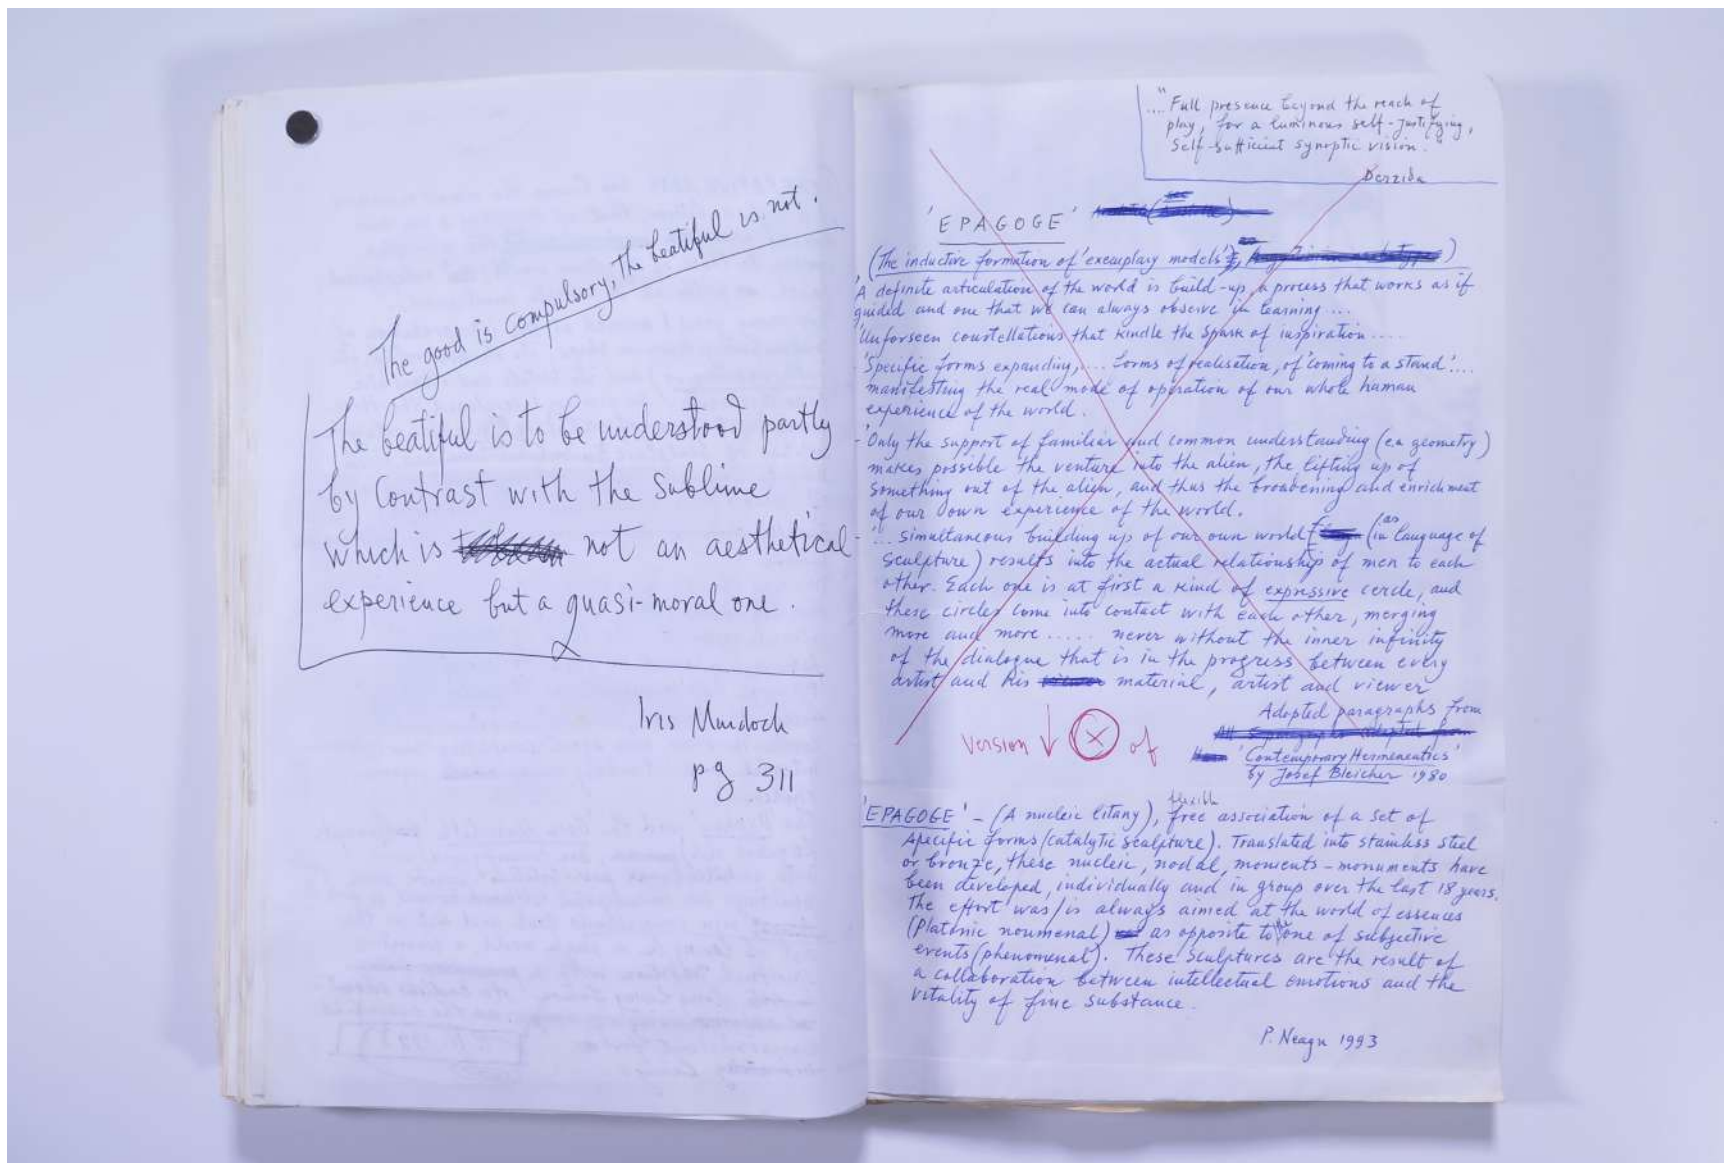 The good is compulsory, the beatiful is not.
The beatiful is to be understood partly
by Contrast with the Sublime
which is not an aesthetical
experience but a quasi-moral one.
Iris Murdoch
pg 311
...."Full presence beyond the reach of
play, for a luminous self-justifying,
Self-sufficient synoptic vision."
Derrida
'EPAGOGE'
(The inductive formation of 'exemplary models' )
'A definite articulation of the world is build-up, a process that works as if
guided and one that we can always observe in learning....
'Unforseen constellations that kindle the spark of inspiration....
'Specific forms expanding,... forms of realisation, of 'coming to a stand'....
manifesting the real mode of operation of our whole human
experience of the world.
-'Only the support of familiar and common understanding (ea geometry)
makes possible the venture into the alien, the lifting up of
something out of the alien, and thus the broadening and enrichment
of our own experience of the world.
-'... simultaneous building up of our own world (as in language of
sculpture) results into the actual relationship of men to each
other. Each one is at first a kind of expressive cercle, and
these circles come into contact with each other, merging
more and more ..... never without the inner infinity
of the dialogue that is in the progress between every
artist and his material, artist and viewer
Adopted paragraphs from
'Contemporary Hermeneutics'
by Josef Bleicher 1980
version ↓ X of
'EPAGOGE' - (A nucleic litany), flexible free association of a set of
specific forms (catalytic sculpture). Translated into stainless steel
or bronze, these nucleic, nodal, moments-monuments have
been developed, individually and in group over the last 18 years.
The effort was/is always aimed at the world of essences
(Platonic noumenal) as opposite to the one of subjective
events (phenomenal). These sculptures are the result of
a collaboration between intellectual emotions and the
vitality of fine substance.
P. Neagu 1993